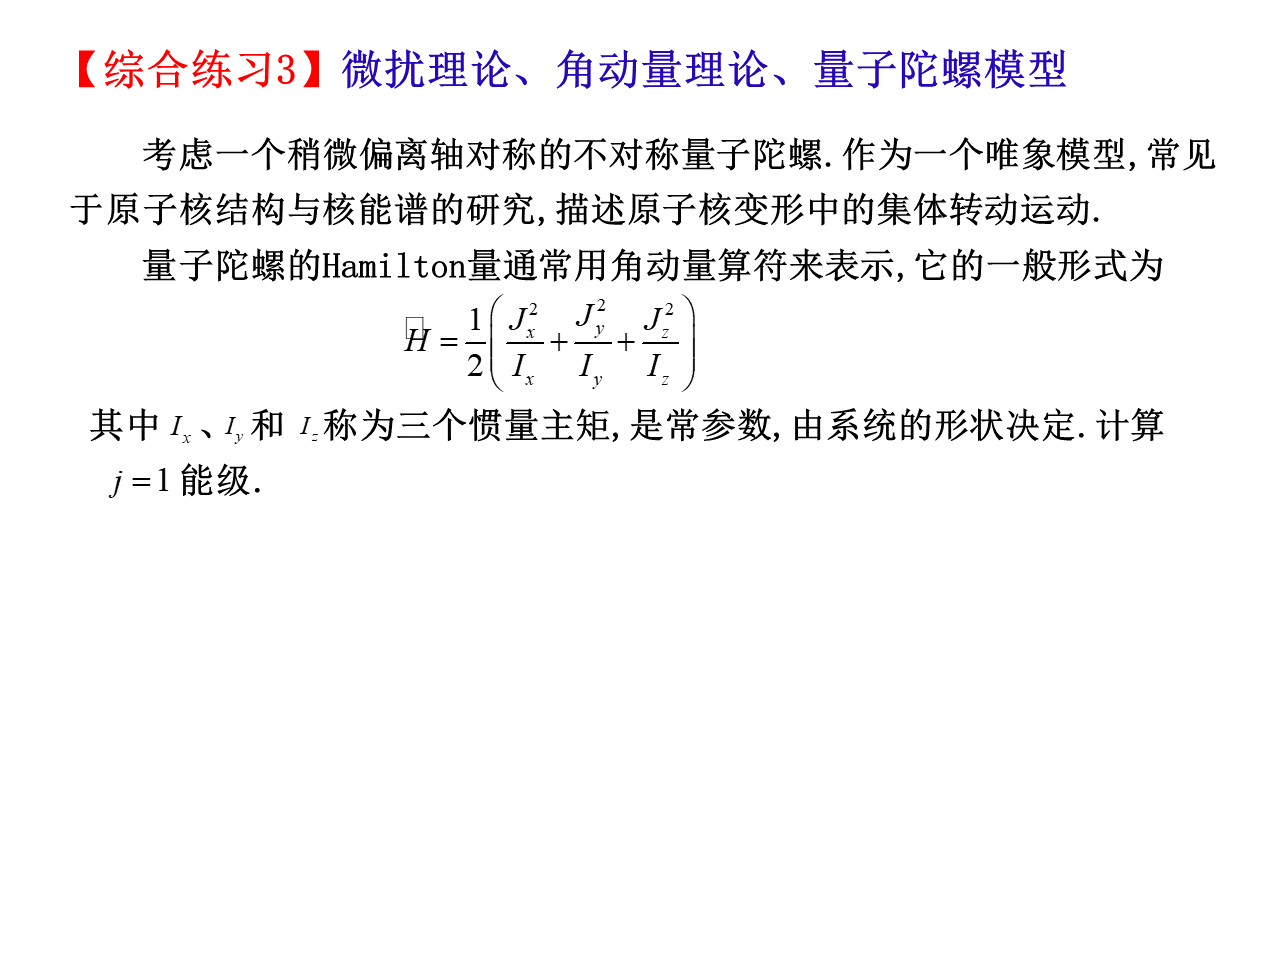 【综合练习3】微扰理论、角动量理论、量子陀螺模型
考虑一个稍微偏离轴对称的不对称量子陀螺.作为一个唯象模型,常见
于原子核结构与核能谱的研究,描述原子核变形中的集体转动运动.
量子陀螺的Hamilton量通常用角动量算符来表示,它的一般形式为
H = 1/2 ( J_x^2/I_x + J_y^2/I_y + J_z^2/I_z )
其中 I_x 、I_y 和 I_z 称为三个惯量主矩,是常参数,由系统的形状决定.计算
j = 1 能级.